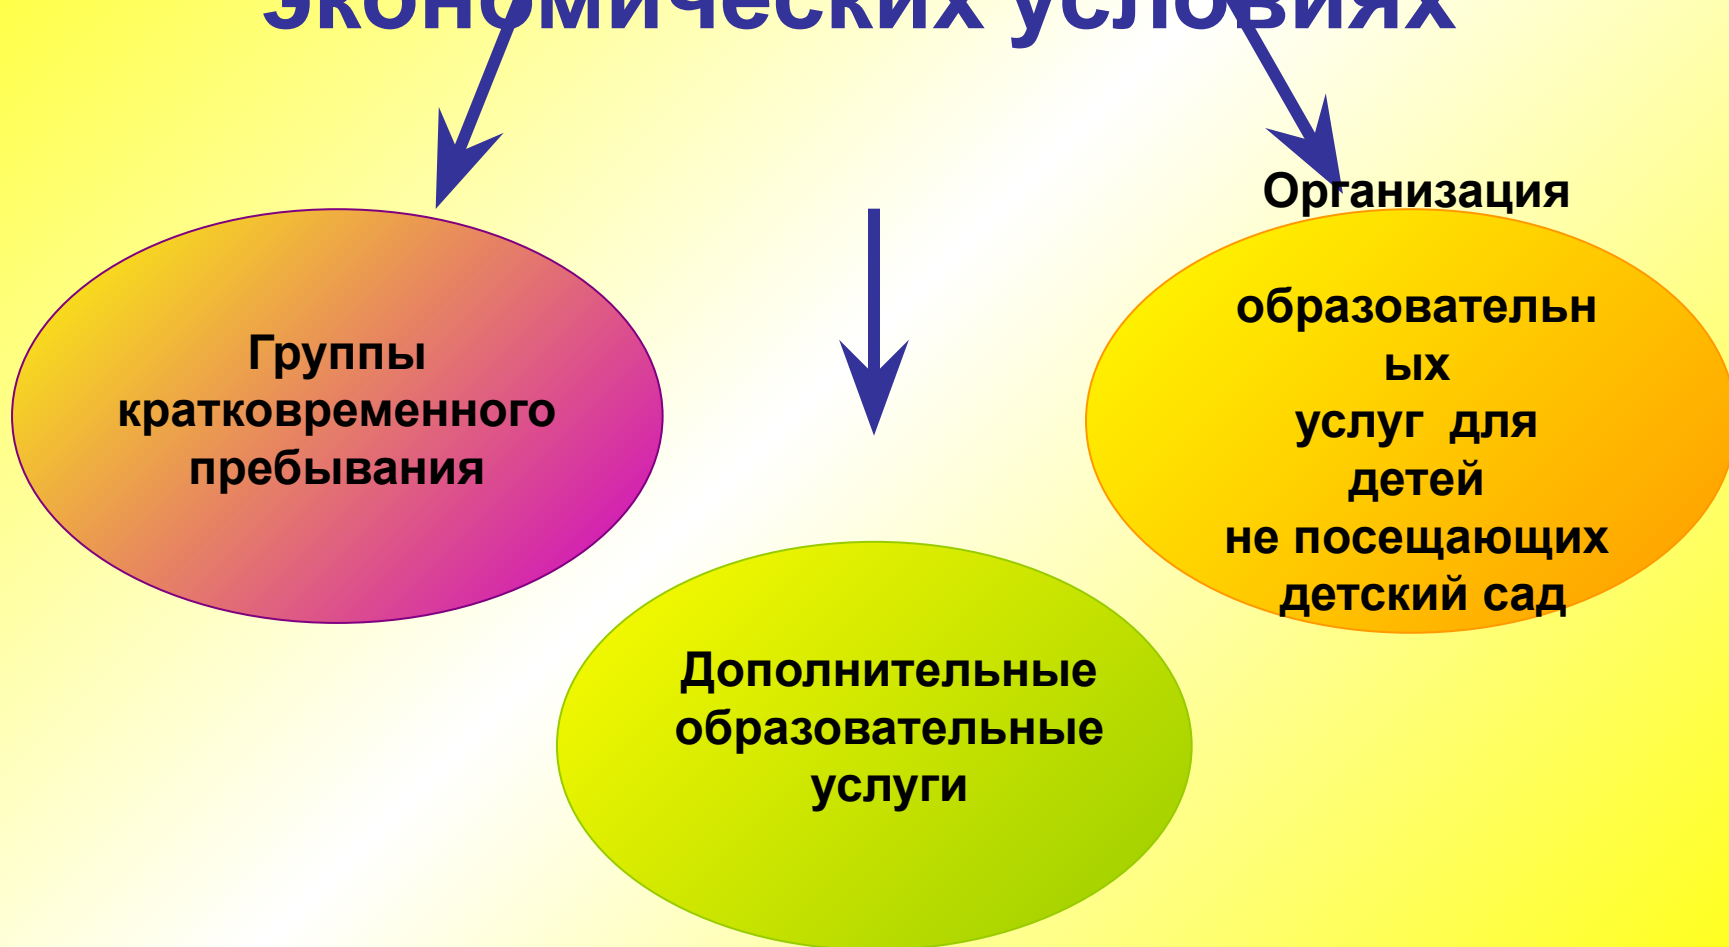 экономических условиях
Группы
кратковременного
пребывания
Дополнительные
образовательные
услуги
Организация
образовательн
ых
услуг для
детей
не посещающих
детский сад